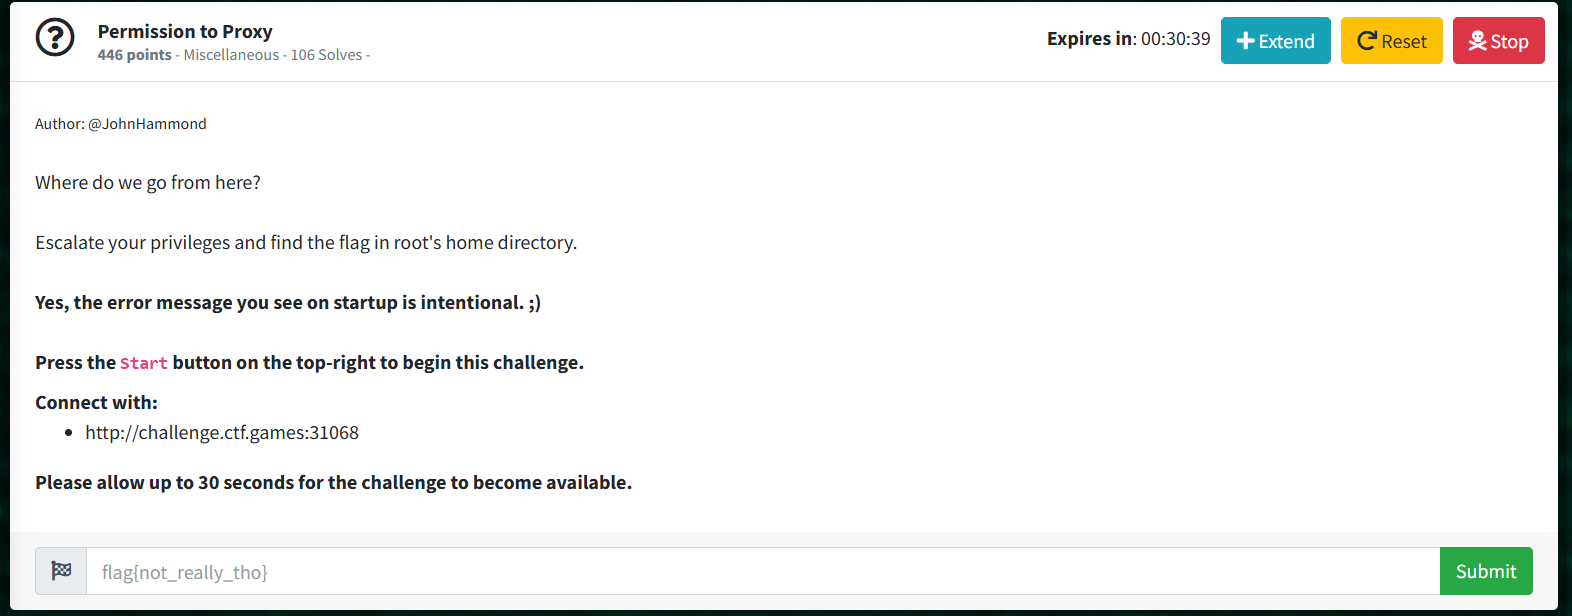 Permission to Proxy
446 points - Miscellaneous - 106 Solves -
Expires in: 00:30:39
Extend
Reset
Stop
Author: @JohnHammond
Where do we go from here?
Escalate your privileges and find the flag in root's home directory.
Yes, the error message you see on startup is intentional. ;)
Press the Start button on the top-right to begin this challenge.
Connect with:
• http://challenge.ctf.games:31068
Please allow up to 30 seconds for the challenge to become available.
flag{not_really_tho}
Submit